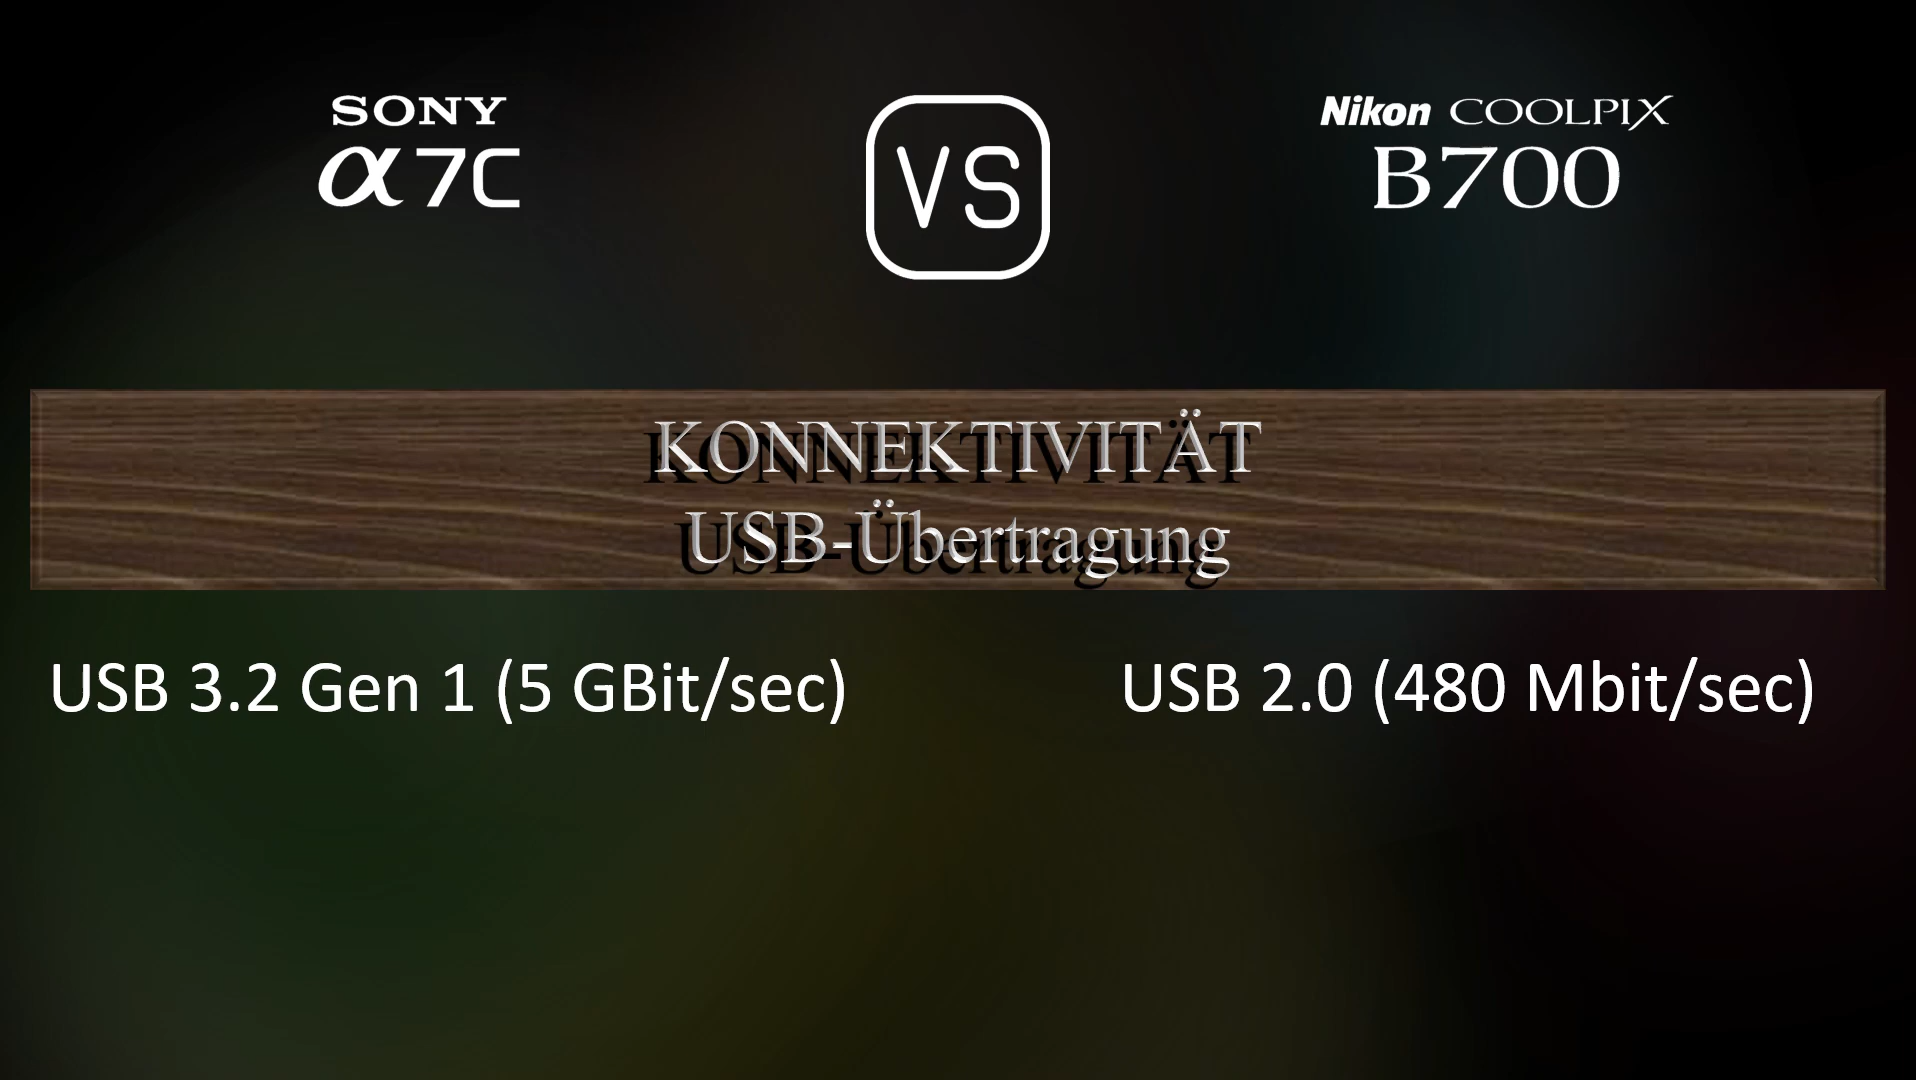 SONY
α7C
VS
Nikon COOLPIX
B700
KONNEKTIVITÄT
USB-Übertragung
USB 3.2 Gen 1 (5 GBit/sec)
USB 2.0 (480 Mbit/sec)